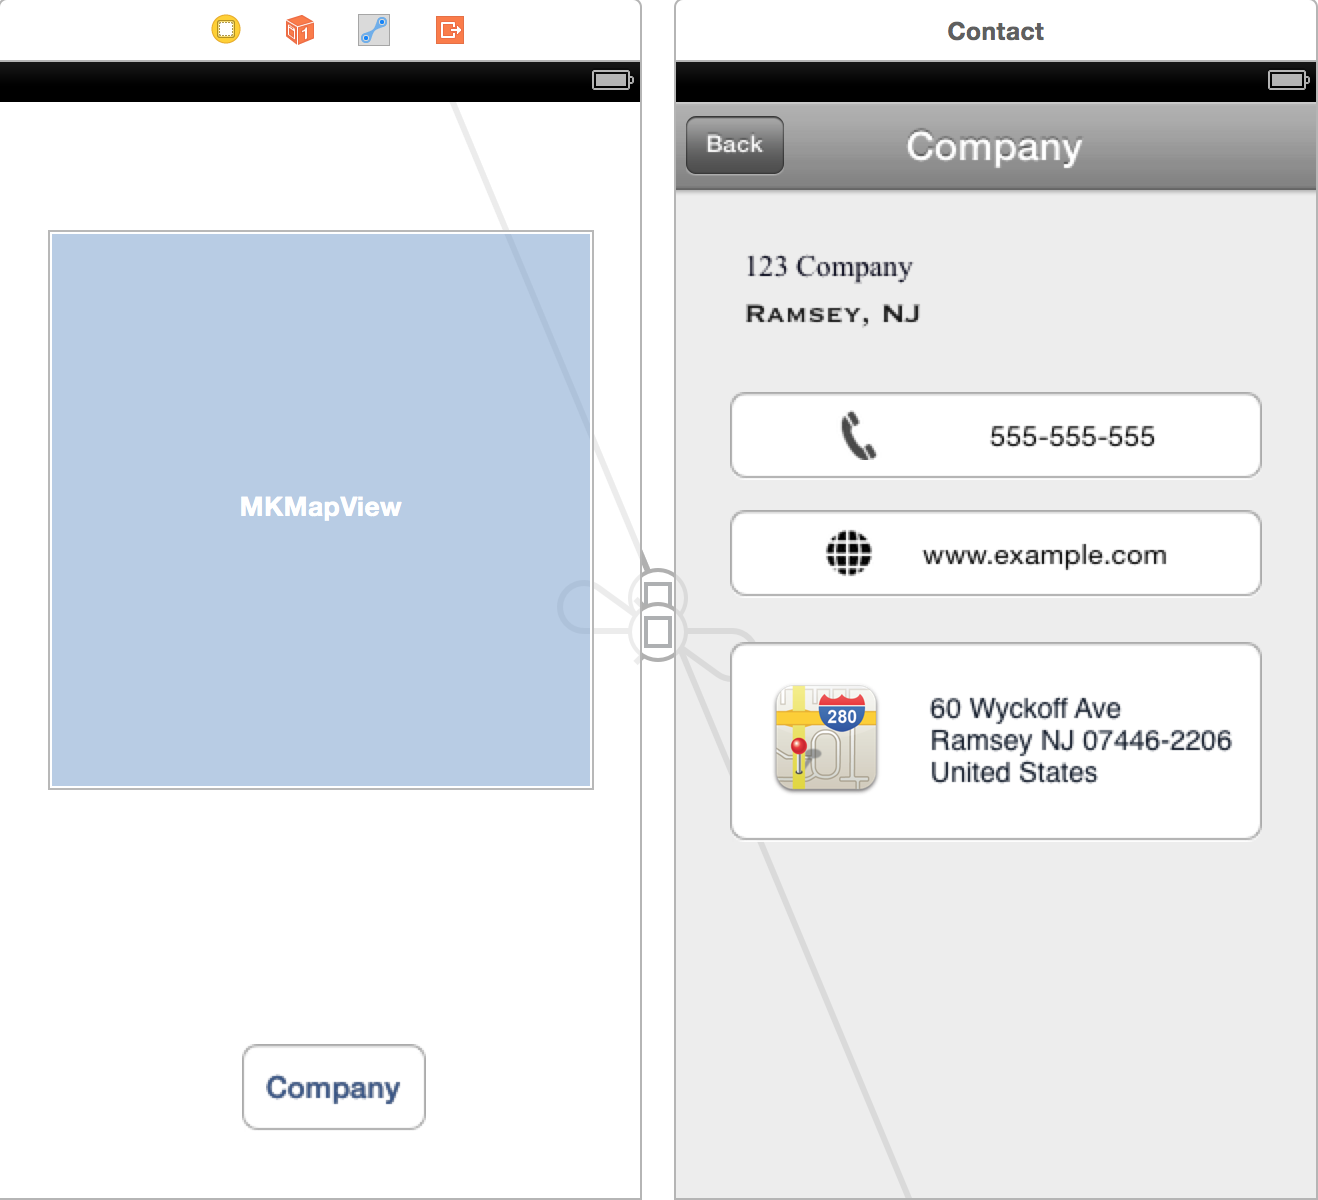 1
MKMapView
Company
Contact
Back
Company
123 Company
RAMSEY, NJ
555-555-555
www.example.com
280
60 Wyckoff Ave
Ramsey NJ 07446-2206
United States